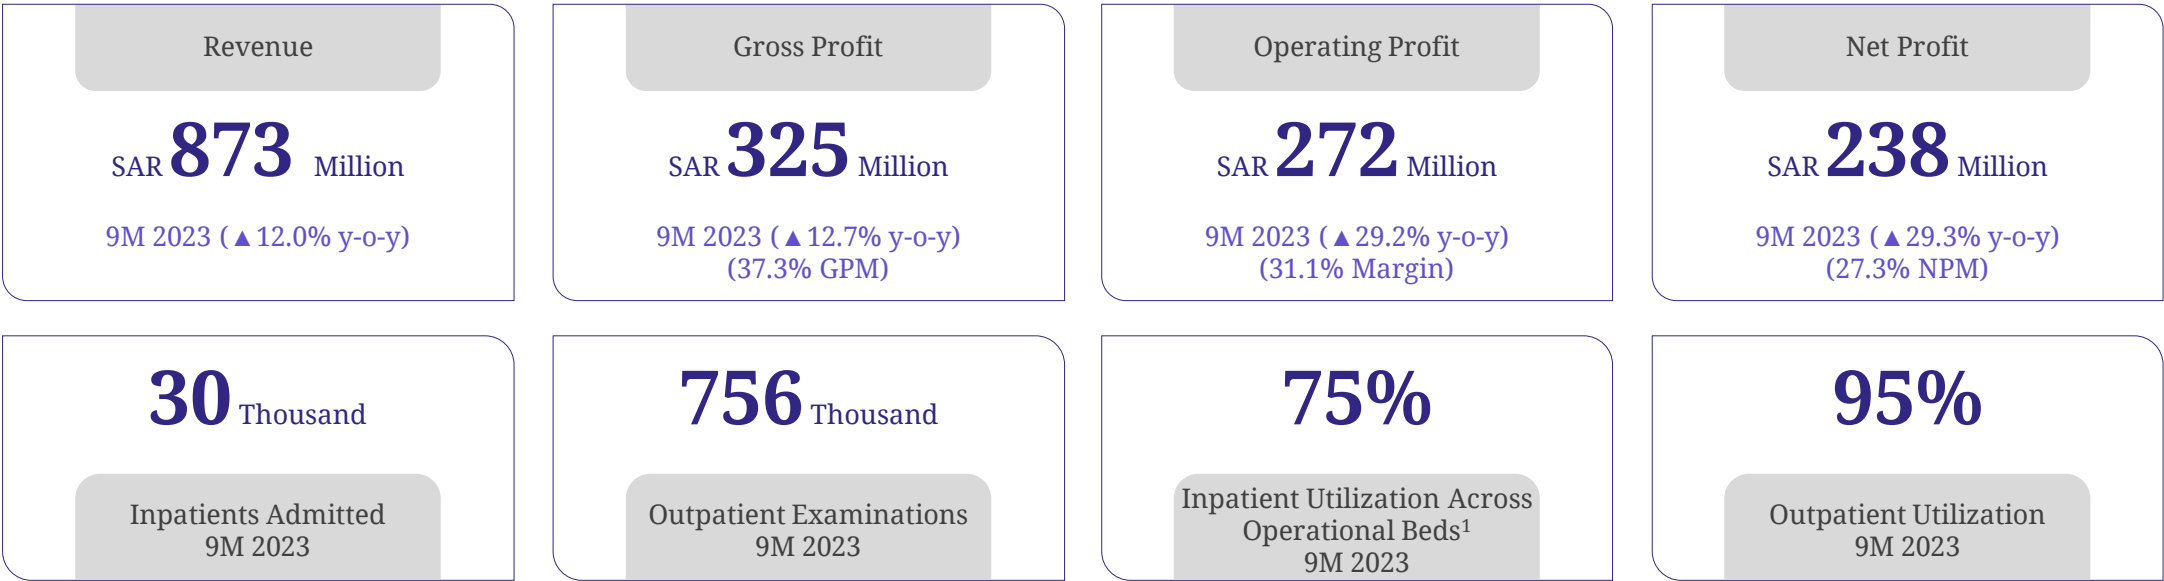 Revenue
SAR 873 Million
9M 2023 (▲12.0% y-o-y)
Gross Profit
SAR 325 Million
9M 2023 (▲12.7% y-o-y)
(37.3% GPM)
Operating Profit
SAR 272 Million
9M 2023 (▲29.2% y-o-y)
(31.1% Margin)
Net Profit
SAR 238 Million
9M 2023 (▲29.3% y-o-y)
(27.3% NPM)
30 Thousand
Inpatients Admitted
9M 2023
756 Thousand
Outpatient Examinations
9M 2023
75%
Inpatient Utilization Across
Operational Beds¹
9M 2023
95%
Outpatient Utilization
9M 2023